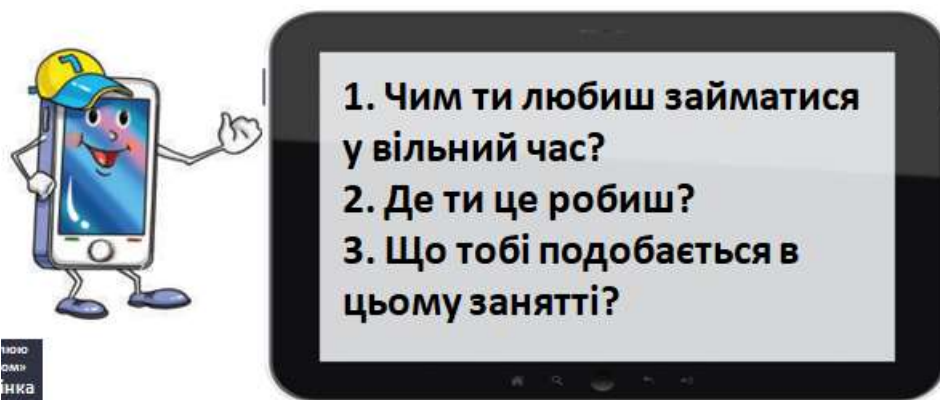 1. Чим ти любиш займатися
у вільний час?
2. Де ти це робиш?
3. Що тобі подобається в
цьому занятті?